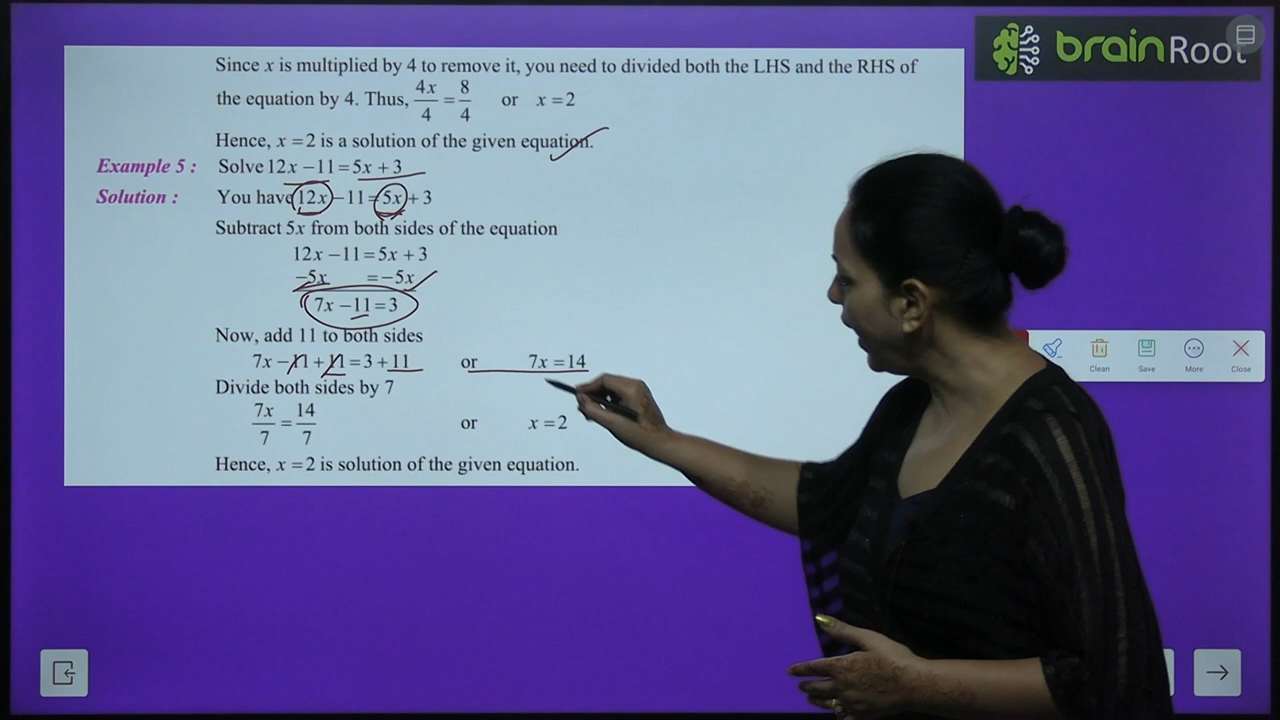 brainRoot
Since x is multiplied by 4 to remove it, you need to divided both the LHS and the RHS of
the equation by 4. Thus, 4x/4 = 8/4 or x = 2
Hence, x = 2 is a solution of the given equation.
Example 5 : Solve 12x – 11 = 5x + 3
Solution : You have 12x – 11 = 5x + 3
Subtract 5x from both sides of the equation
12x – 11 = 5x + 3
–5x = –5x
7x – 11 = 3
Now, add 11 to both sides
7x – 11 + 11 = 3 + 11 or 7x = 14
Divide both sides by 7
7x/7 = 14/7 or x = 2
Hence, x = 2 is solution of the given equation.
Clean Save More Close